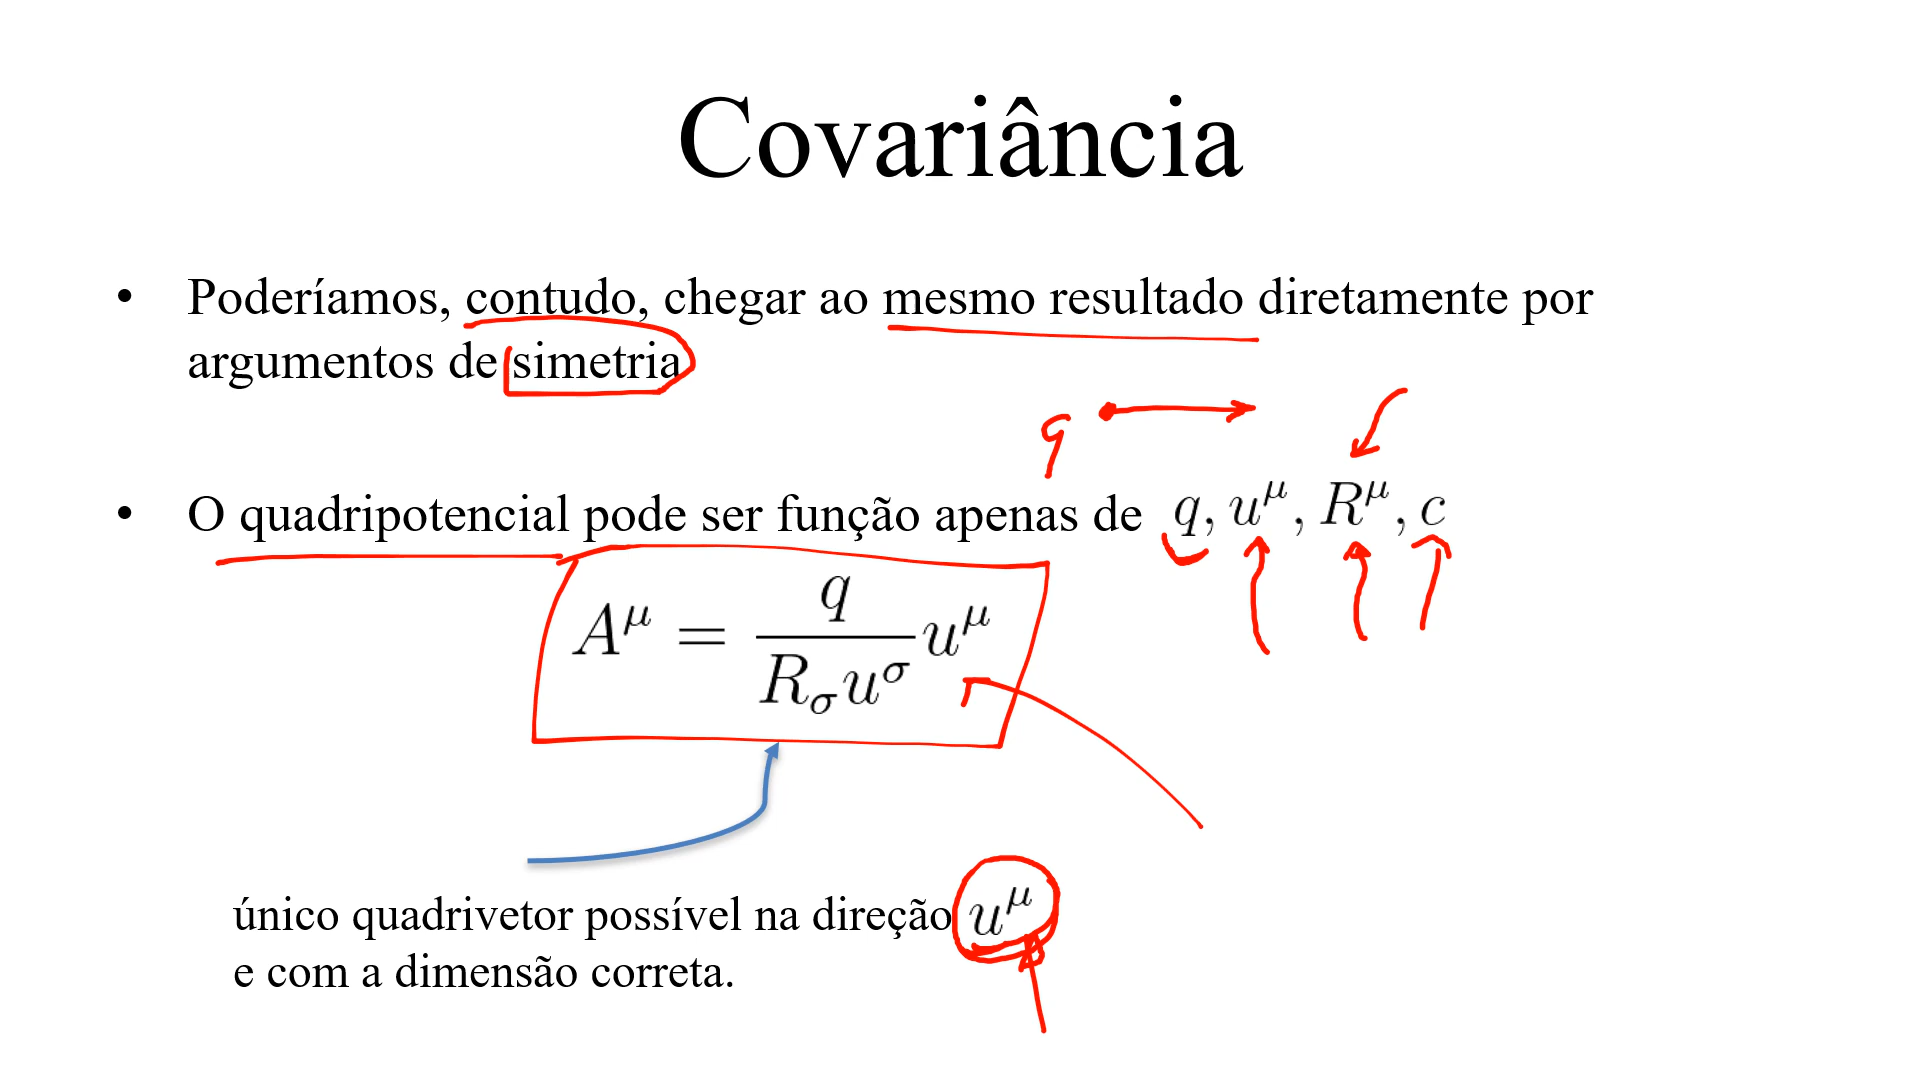 Covariância
• Poderíamos, contudo, chegar ao mesmo resultado diretamente por
argumentos de simetria
q
• O quadripotencial pode ser função apenas de q, u^μ, R^μ, c
A^μ = \frac{q}{R_σ u^σ} u^μ
único quadrivetor possível na direção u^μ
e com a dimensão correta.